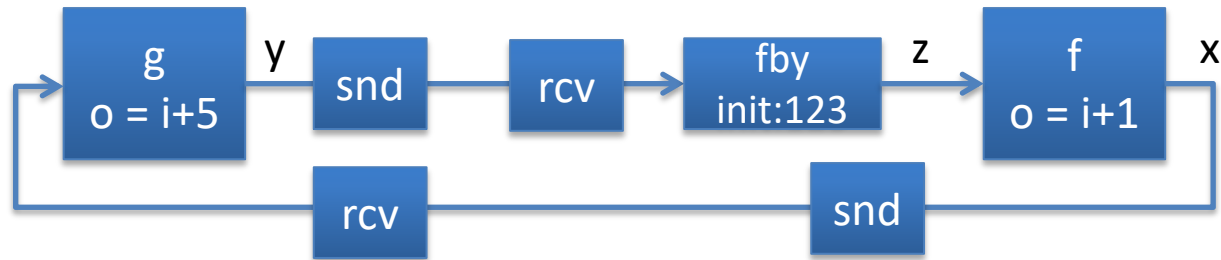 g
o = i+5
y
snd
rcv
fby
init:123
z
f
o = i+1
x
rcv
snd